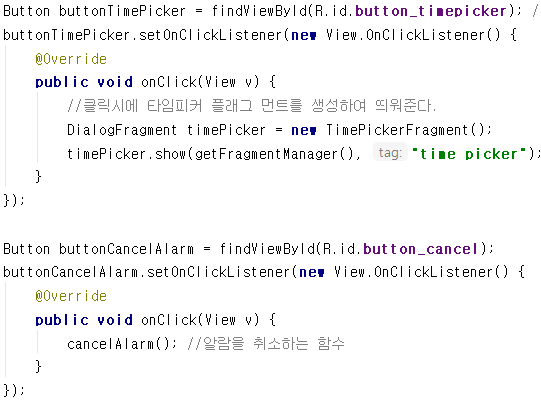 Button buttonTimePicker = findViewById(R.id.button_timepicker); /
buttonTimePicker.setOnClickListener(new View.OnClickListener() {
    @Override
    public void onClick(View v) {
        //클릭시에 타임피커 플래그 먼트를 생성하여 띄워준다.
        DialogFragment timePicker = new TimePickerFragment();
        timePicker.show(getFragmentManager(), tag: "time picker");
    }
});
Button buttonCancelAlarm = findViewById(R.id.button_cancel);
buttonCancelAlarm.setOnClickListener(new View.OnClickListener() {
    @Override
    public void onClick(View v) {
        cancelAlarm(); //알람을 취소하는 함수
    }
});